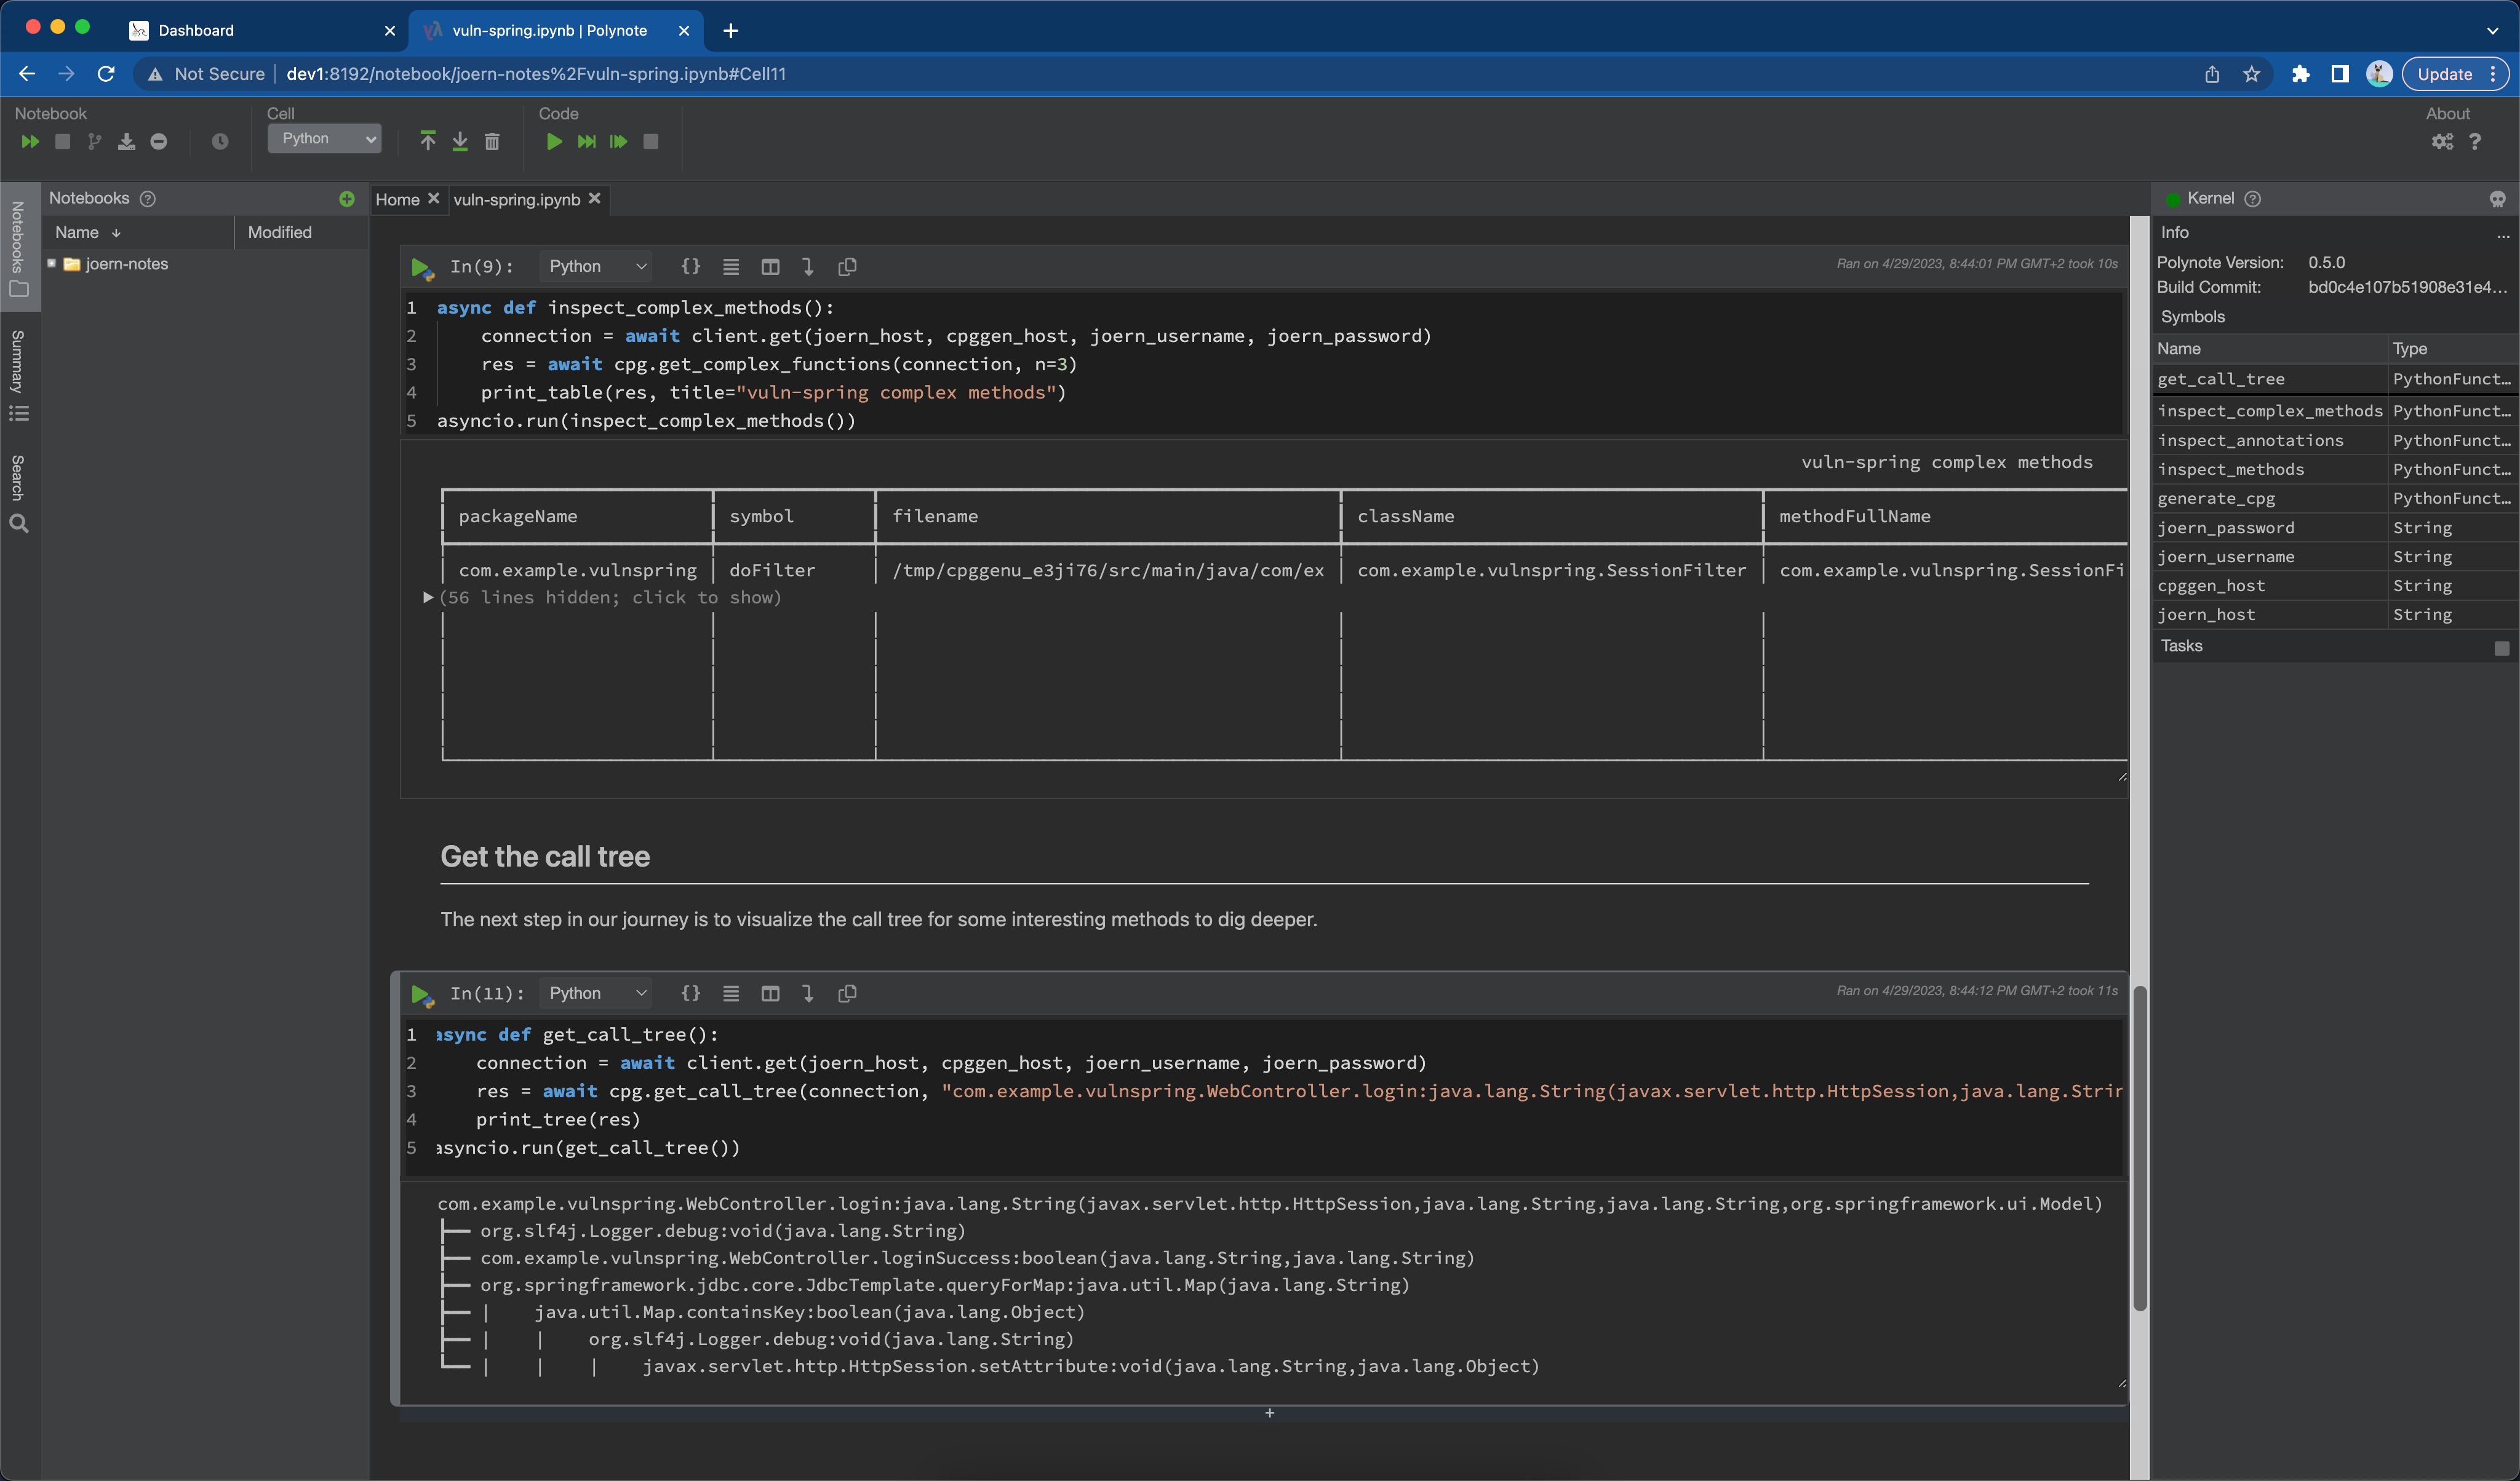 Dashboard
vuln-spring.ipynb | Polynote
Not Secure
dev1:8192/notebook/joern-notes%2Fvuln-spring.ipynb#Cell11
Update
Notebook
Cell
Code
About
Python
Notebooks
Summary
Search
Notebooks
Name
Modified
joern-notes
Home
vuln-spring.ipynb
In(9):
Python
Ran on 4/29/2023, 8:44:01 PM GMT+2 took 10s
1 async def inspect_complex_methods():
2 connection = await client.get(joern_host, cpggen_host, joern_username, joern_password)
3 res = await cpg.get_complex_functions(connection, n=3)
4 print_table(res, title="vuln-spring complex methods")
5 asyncio.run(inspect_complex_methods())
vuln-spring complex methods
packageName symbol filename className methodFullName
com.example.vulnspring doFilter /tmp/cpggenu_e3ji76/src/main/java/com/ex com.example.vulnspring.SessionFilter com.example.vulnspring.SessionFi
(56 lines hidden; click to show)
Get the call tree
The next step in our journey is to visualize the call tree for some interesting methods to dig deeper.
In(11):
Python
Ran on 4/29/2023, 8:44:12 PM GMT+2 took 11s
1 async def get_call_tree():
2 connection = await client.get(joern_host, cpggen_host, joern_username, joern_password)
3 res = await cpg.get_call_tree(connection, "com.example.vulnspring.WebController.login:java.lang.String(javax.servlet.http.HttpSession,java.lang.Strin
4 print_tree(res)
5 asyncio.run(get_call_tree())
com.example.vulnspring.WebController.login:java.lang.String(javax.servlet.http.HttpSession,java.lang.String,java.lang.String,org.springframework.ui.Model)
├── org.slf4j.Logger.debug:void(java.lang.String)
├── com.example.vulnspring.WebController.loginSuccess:boolean(java.lang.String,java.lang.String)
├── org.springframework.jdbc.core.JdbcTemplate.queryForMap:java.util.Map(java.lang.String)
├── | java.util.Map.containsKey:boolean(java.lang.Object)
├── | | org.slf4j.Logger.debug:void(java.lang.String)
└── | | | javax.servlet.http.HttpSession.setAttribute:void(java.lang.String,java.lang.Object)
Kernel
Info
...
Polynote Version: 0.5.0
Build Commit: bd0c4e107b51908e31e4...
Symbols
Name Type
get_call_tree PythonFunct...
inspect_complex_methods PythonFunct...
inspect_annotations PythonFunct...
inspect_methods PythonFunct...
generate_cpg PythonFunct...
joern_password String
joern_username String
cpggen_host String
joern_host String
Tasks